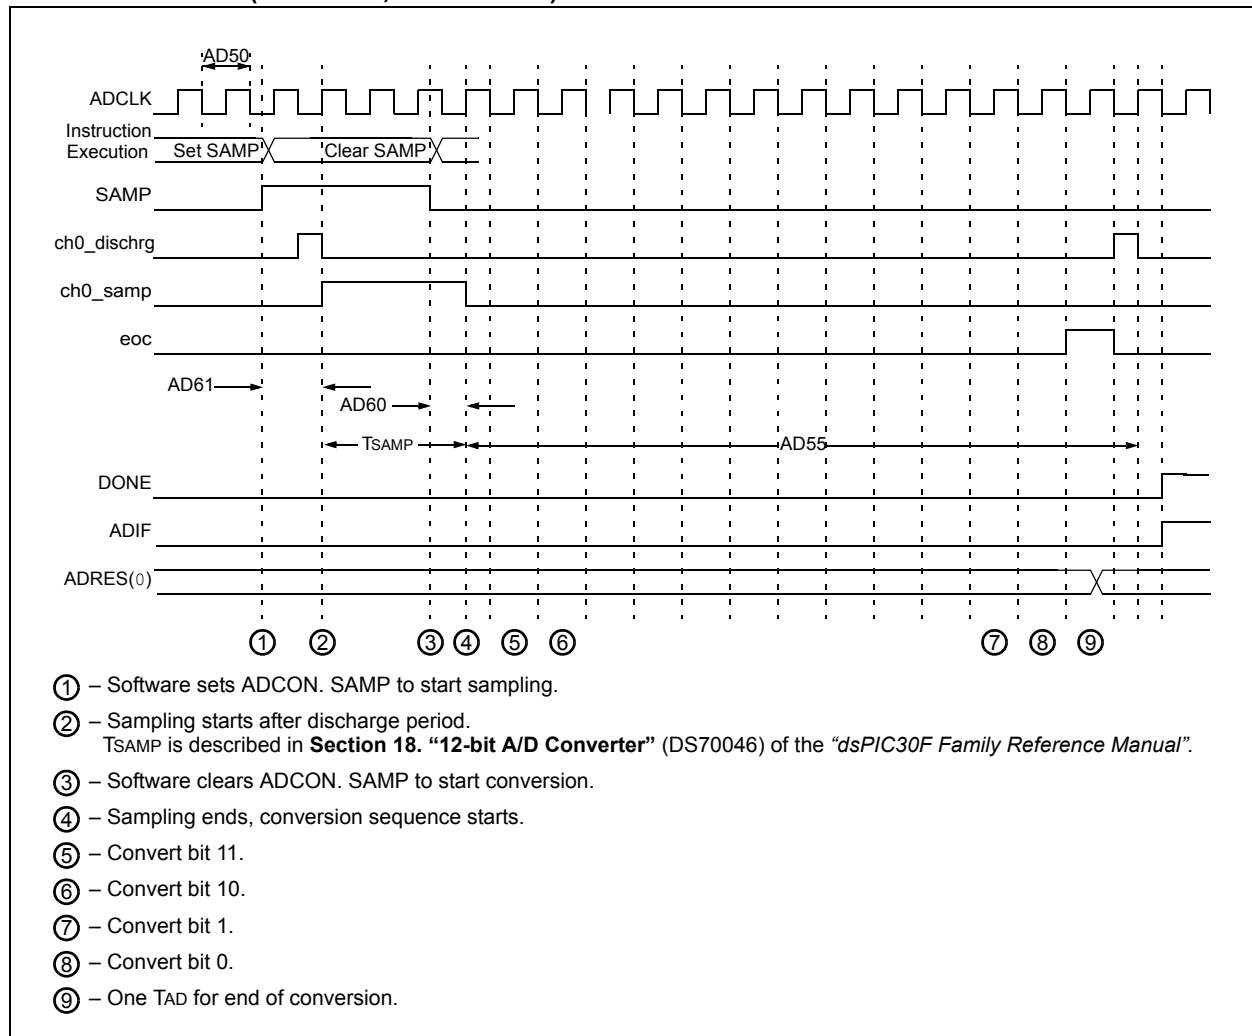 AD50
ADCLK
Instruction
Execution
Set SAMP
Clear SAMP
SAMP
ch0_dischrg
ch0_samp
eoc
AD61
AD60
TSAMP
AD55
DONE
ADIF
ADRES(0)
1 2 3 4 5 6 7 8 9
1 – Software sets ADCON. SAMP to start sampling.
2 – Sampling starts after discharge period.
TSAMP is described in Section 18. “12-bit A/D Converter” (DS70046) of the “dsPIC30F Family Reference Manual”.
3 – Software clears ADCON. SAMP to start conversion.
4 – Sampling ends, conversion sequence starts.
5 – Convert bit 11.
6 – Convert bit 10.
7 – Convert bit 1.
8 – Convert bit 0.
9 – One TAD for end of conversion.